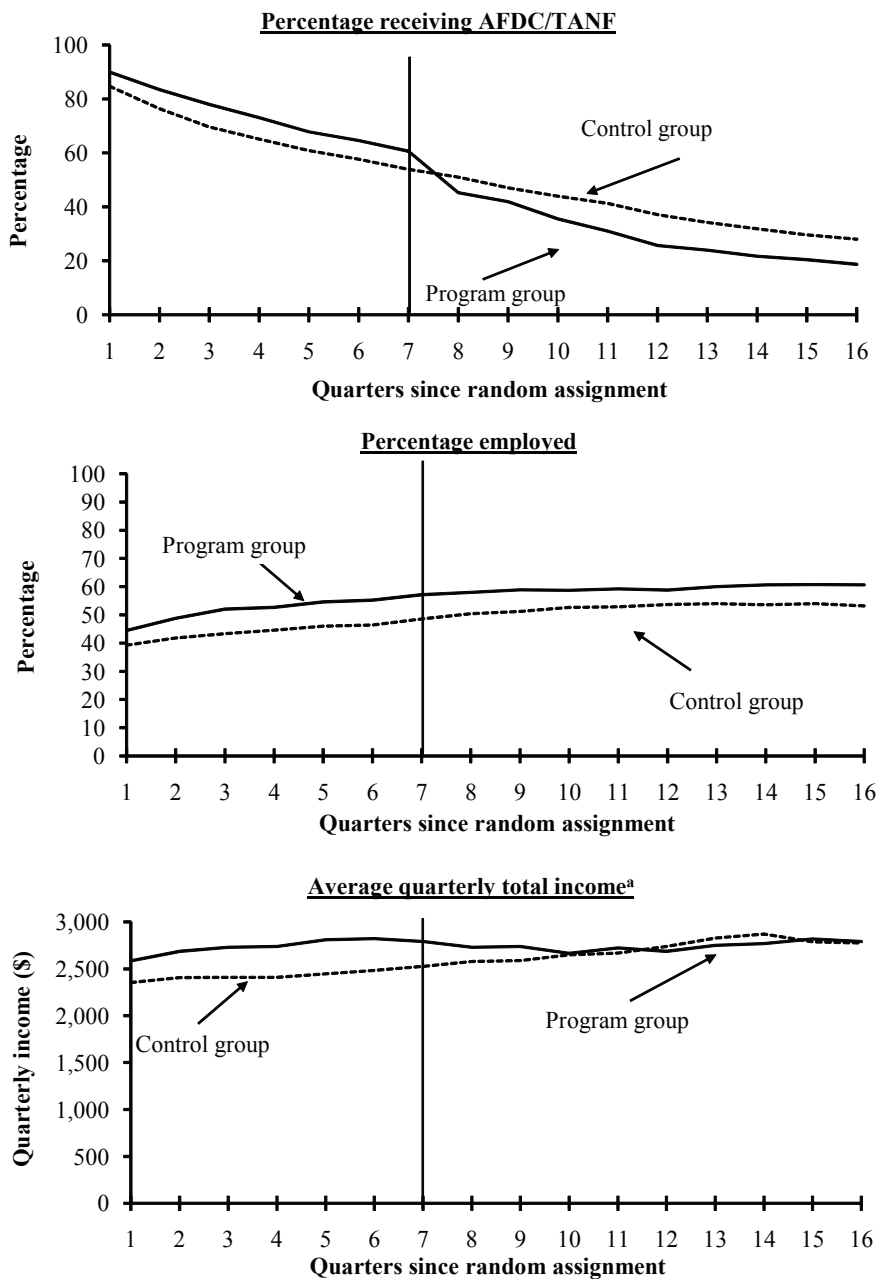 Percentage receiving AFDC/TANF
100
80
60
40
20
0
Percentage
Control group
Program group
1 2 3 4 5 6 7 8 9 10 11 12 13 14 15 16
Quarters since random assignment
Percentage employed
100
90
80
70
60
50
40
30
20
10
0
Percentage
Program group
Control group
1 2 3 4 5 6 7 8 9 10 11 12 13 14 15 16
Quarters since random assignment
Average quarterly total incomeᵃ
3,000
2,500
2,000
1,500
1,000
500
0
Quarterly income ($)
Program group
Control group
1 2 3 4 5 6 7 8 9 10 11 12 13 14 15 16
Quarters since random assignment